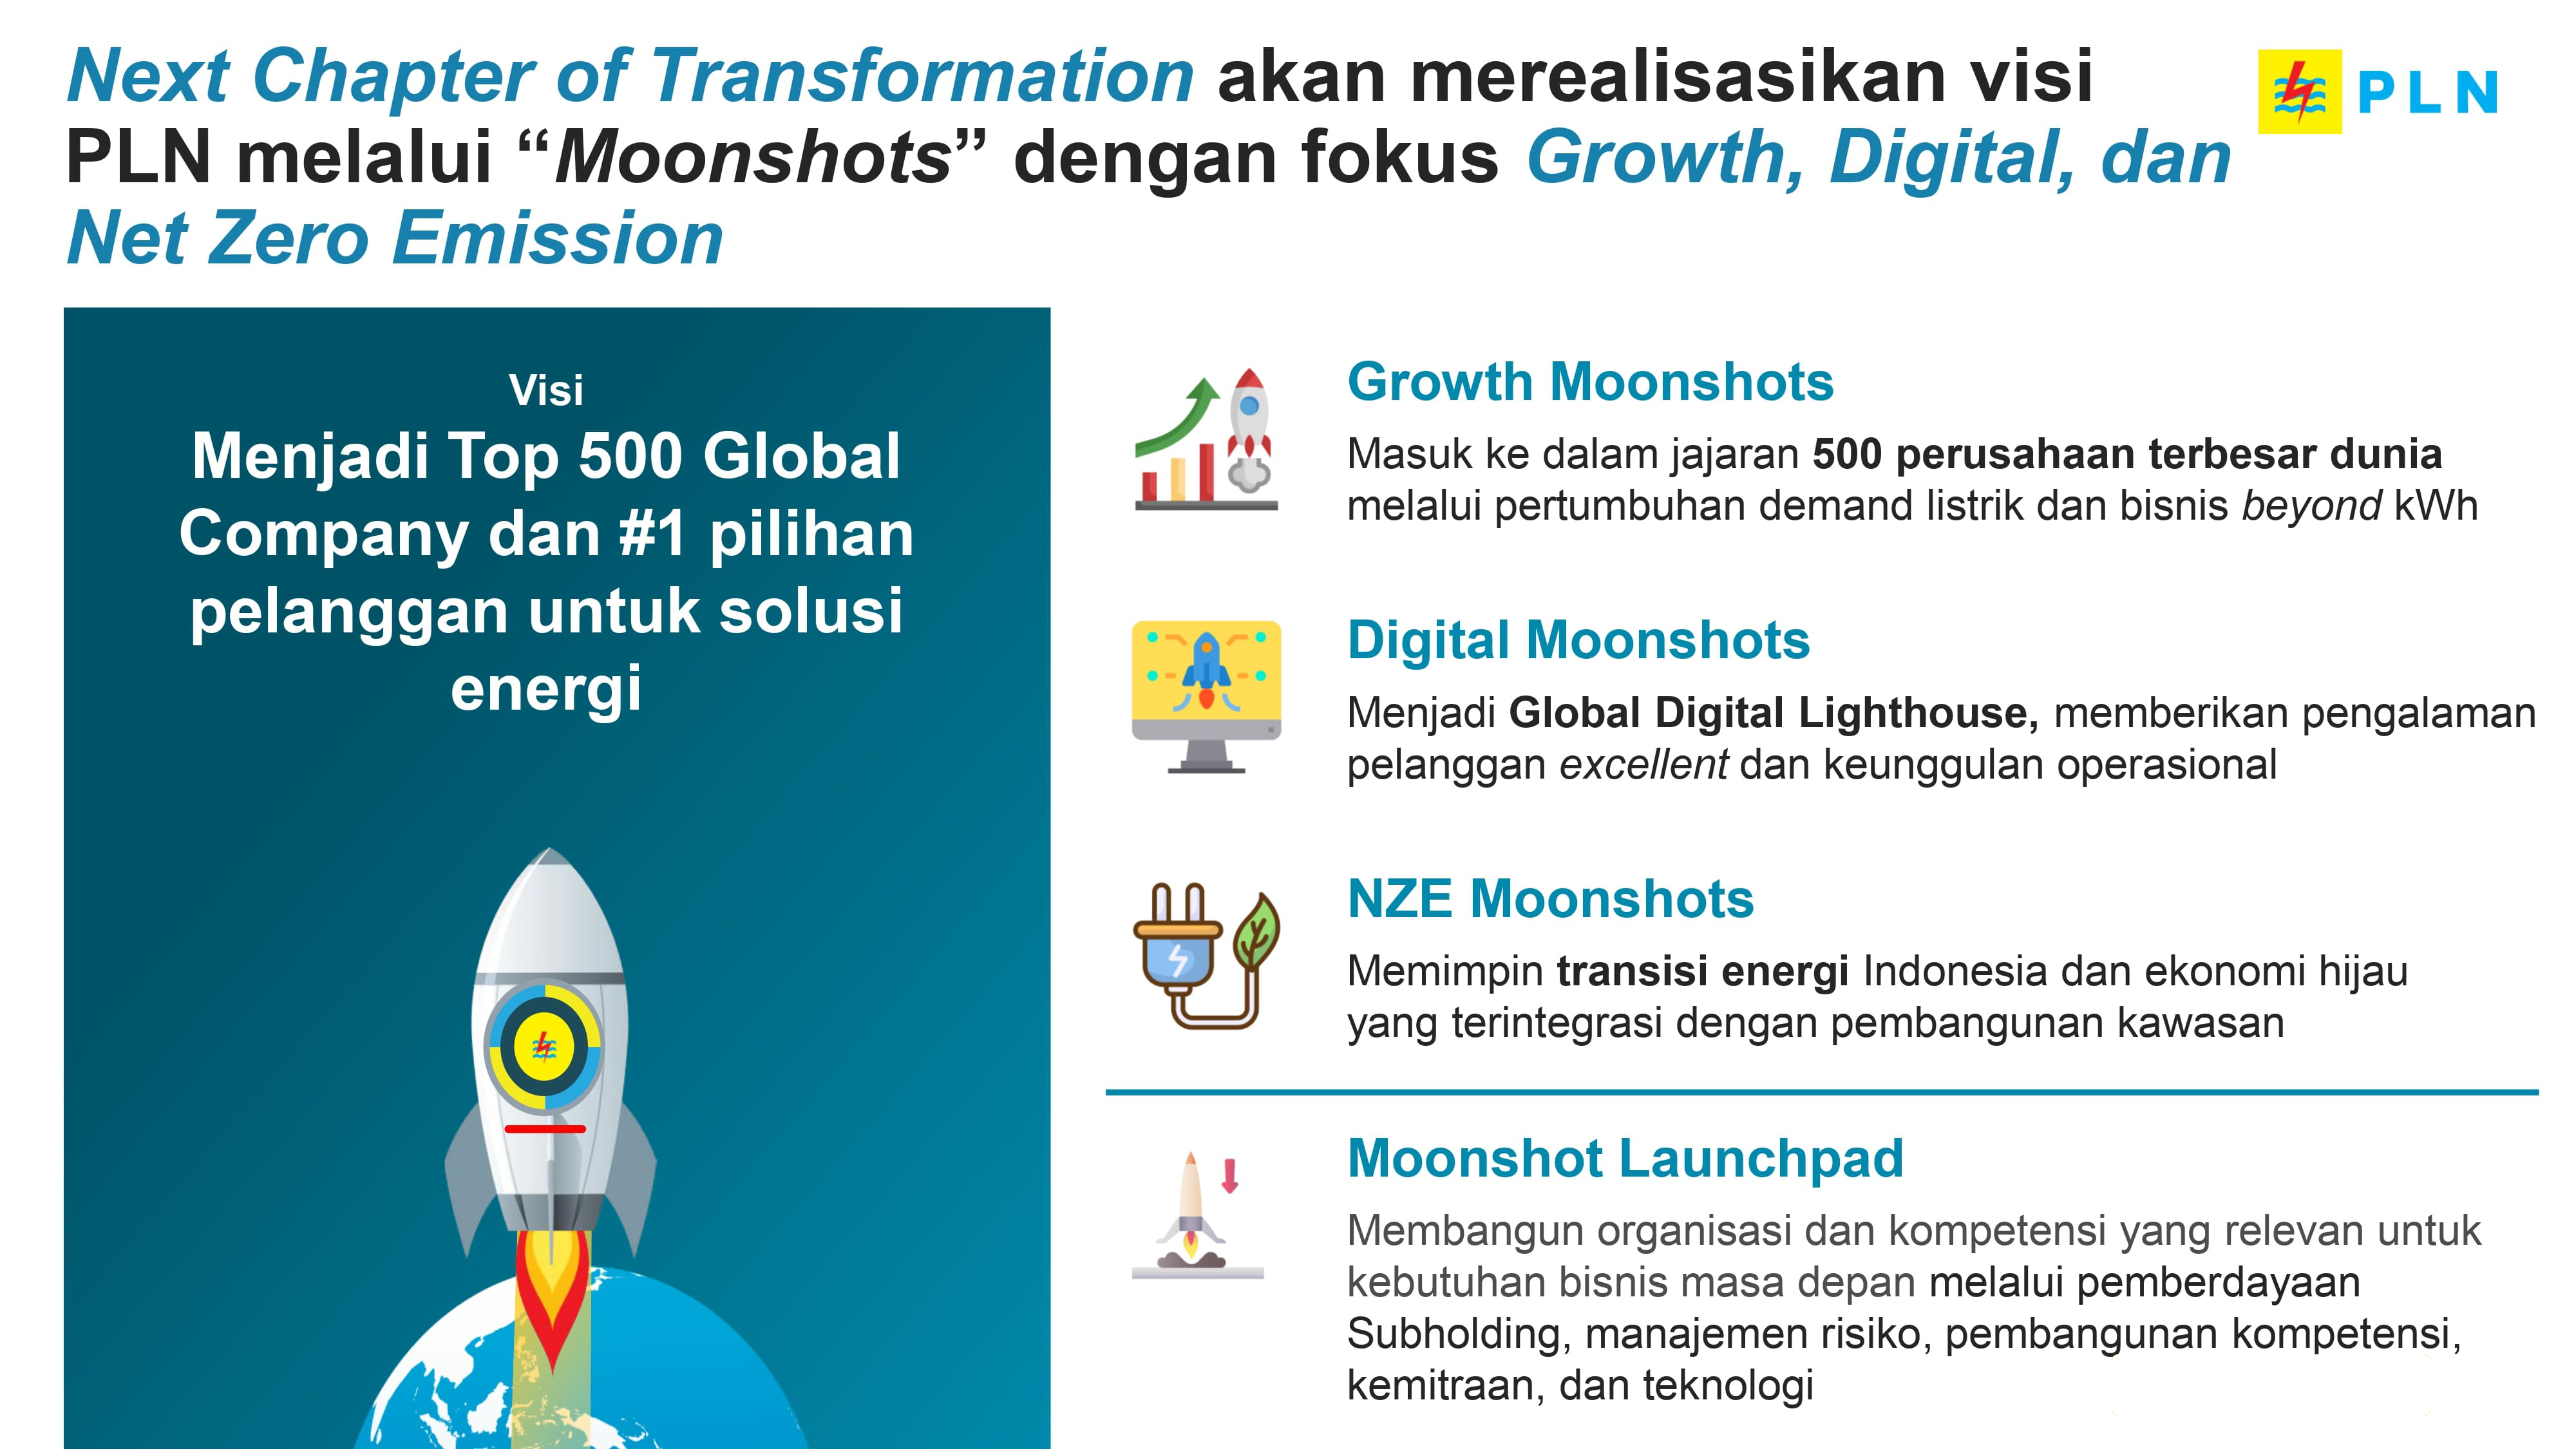 Next Chapter of Transformation akan merealisasikan visi
PLN melalui “Moonshots” dengan fokus Growth, Digital, dan
Net Zero Emission
PLN
Visi
Menjadi Top 500 Global
Company dan #1 pilihan
pelanggan untuk solusi
energi
Growth Moonshots
Masuk ke dalam jajaran 500 perusahaan terbesar dunia
melalui pertumbuhan demand listrik dan bisnis beyond kWh
Digital Moonshots
Menjadi Global Digital Lighthouse, memberikan pengalaman
pelanggan excellent dan keunggulan operasional
NZE Moonshots
Memimpin transisi energi Indonesia dan ekonomi hijau
yang terintegrasi dengan pembangunan kawasan
Moonshot Launchpad
Membangun organisasi dan kompetensi yang relevan untuk
kebutuhan bisnis masa depan melalui pemberdayaan
Subholding, manajemen risiko, pembangunan kompetensi,
kemitraan, dan teknologi